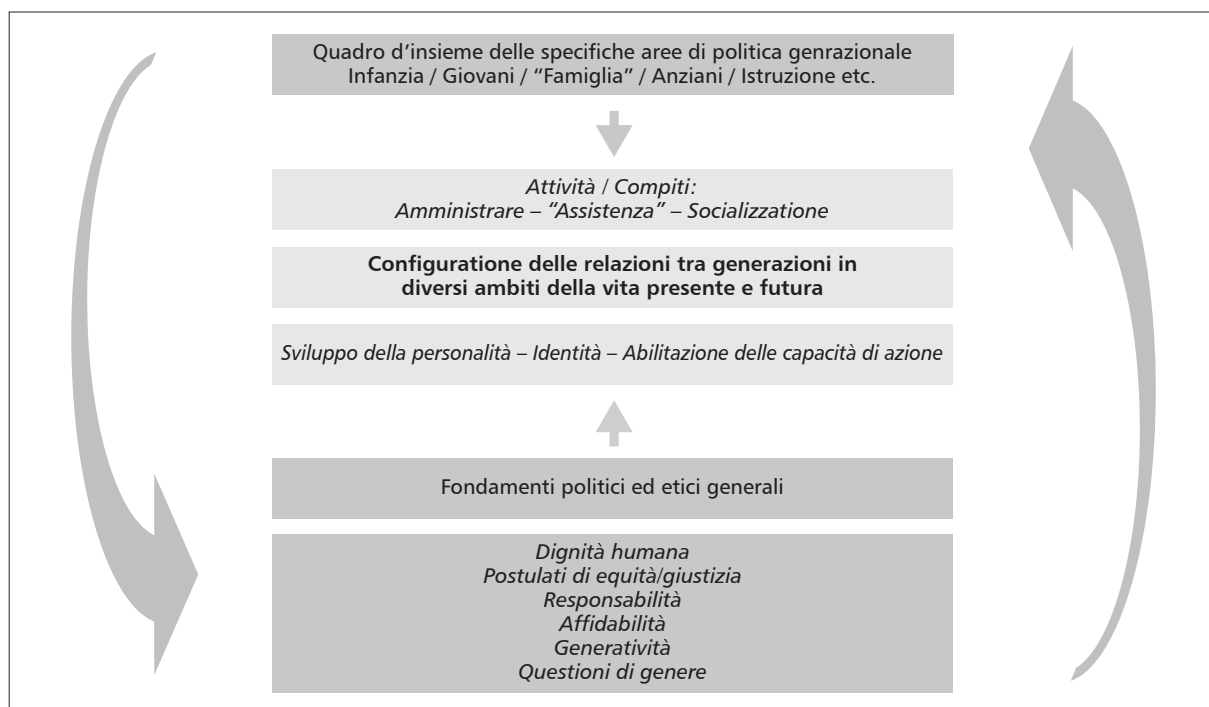 Quadro d’insieme delle specifiche aree di politica genrazionale
Infanzia / Giovani / “Famiglia” / Anziani / Istruzione etc.
Attività / Compiti:
Amministrare – “Assistenza” – Socializzatione
Configuratione delle relazioni tra generazioni in
diversi ambiti della vita presente e futura
Sviluppo della personalità – Identità – Abilitazione delle capacità di azione
Fondamenti politici ed etici generali
Dignità humana
Postulati di equità/giustizia
Responsabilità
Affidabilità
Generatività
Questioni di genere